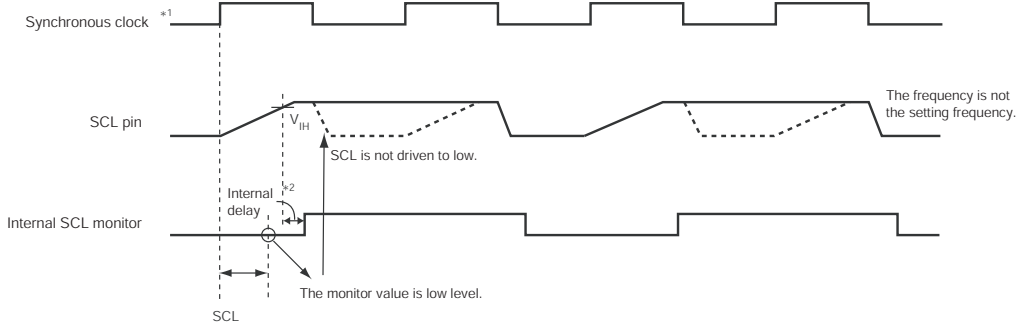 Synchronous clock *1
SCL pin
VIH
SCL is not driven to low.
The frequency is not
the setting frequency.
Internal *2
delay
Internal SCL monitor
The monitor value is low level.
SCL